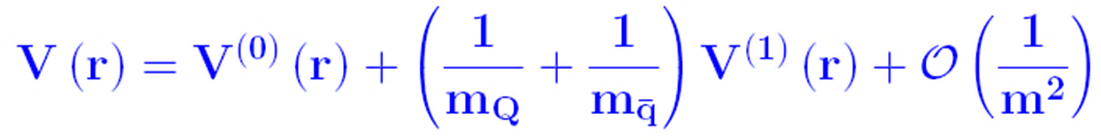 V (r) = V⁽⁰⁾ (r) + (1/m_Q + 1/m_q̄) V⁽¹⁾ (r) + 𝒪 (1/m²)